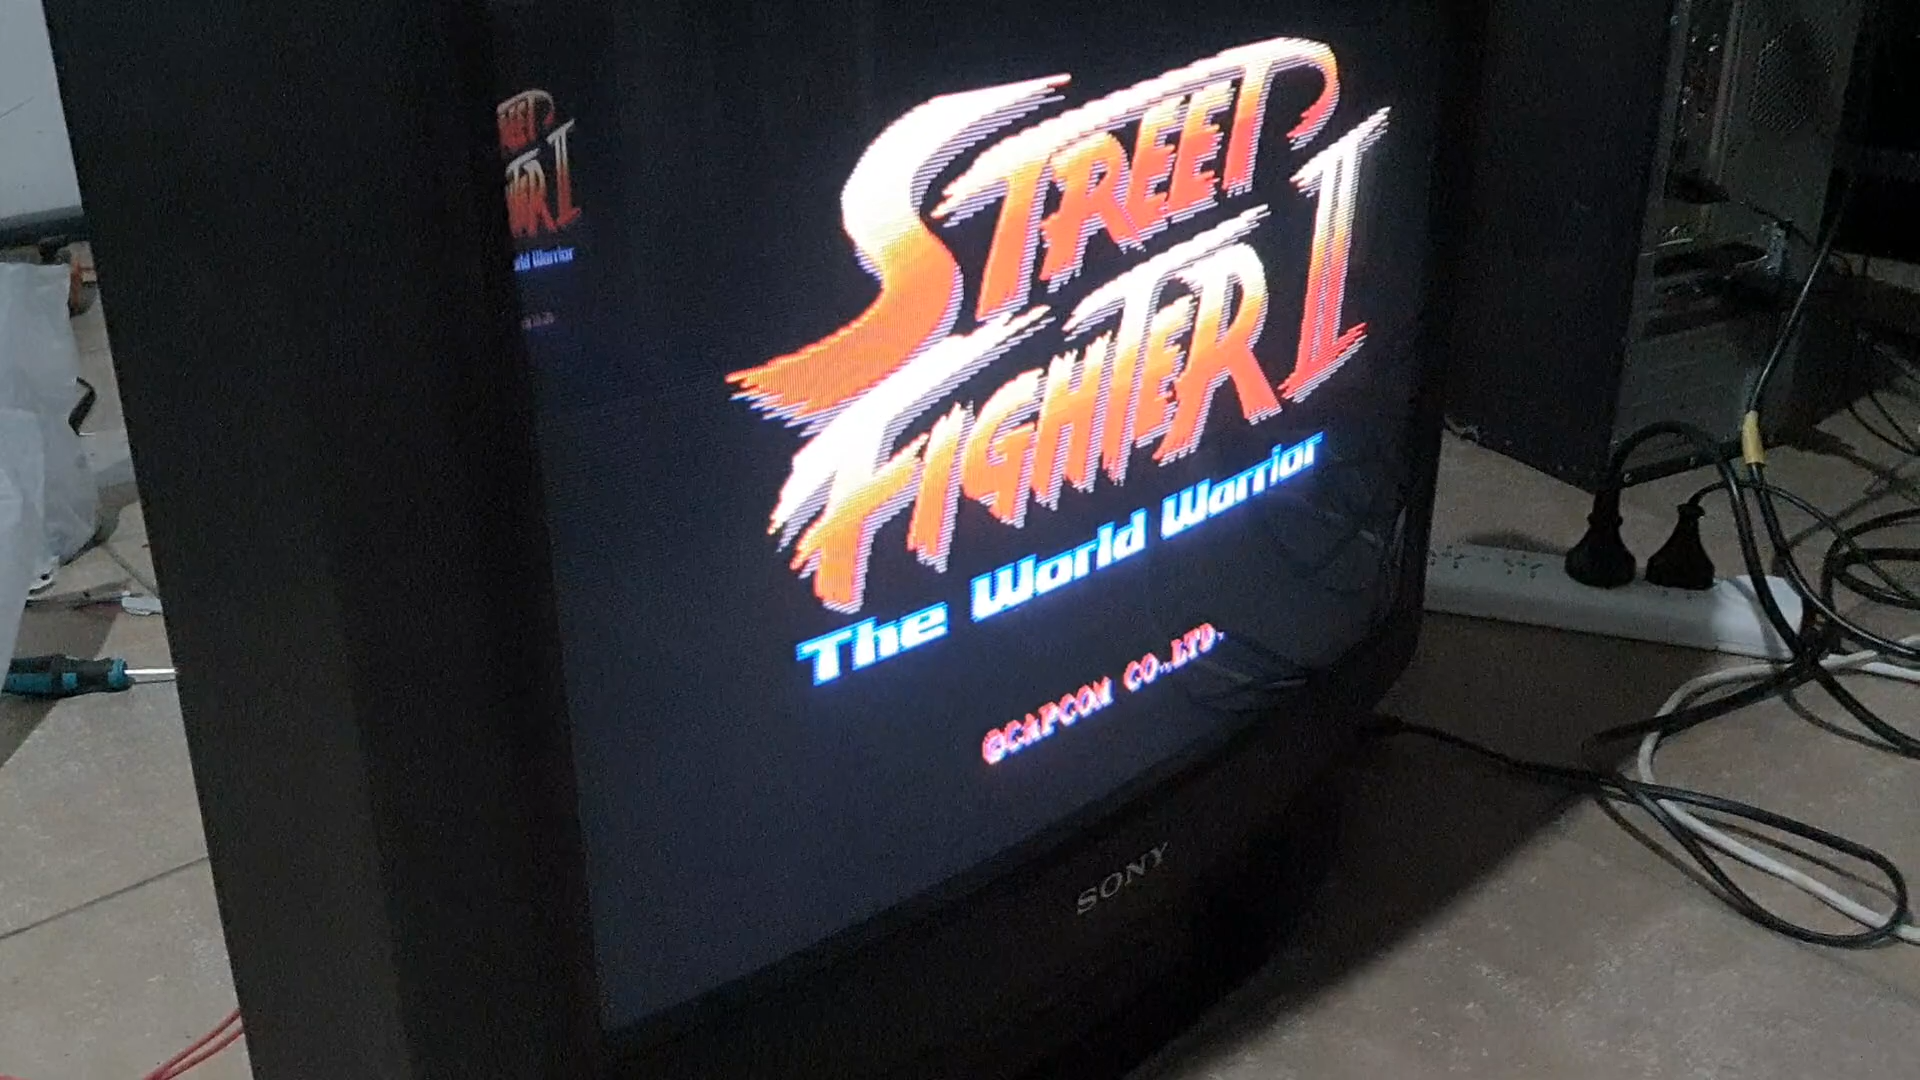 STREET
FIGHTER II
The World Warrior
©CAPCOM CO.,LTD.
SONY